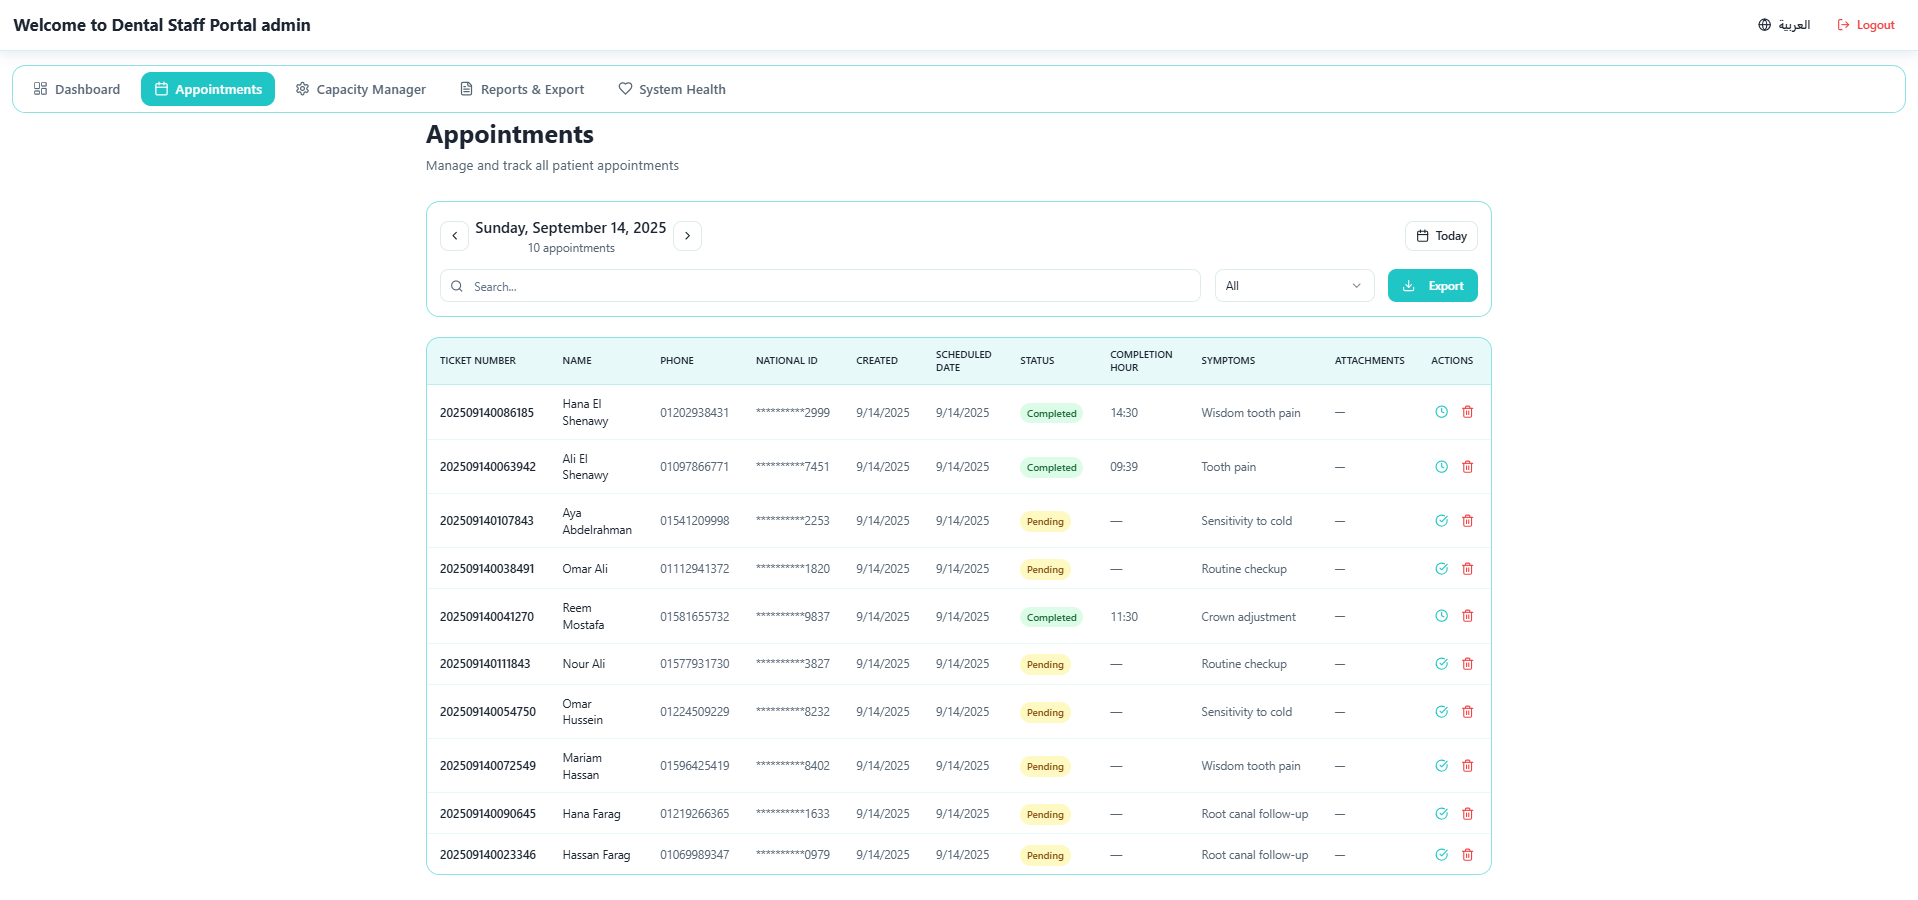 Welcome to Dental Staff Portal admin
العربية
Logout
Dashboard
Appointments
Capacity Manager
Reports & Export
System Health
Appointments
Manage and track all patient appointments
Sunday, September 14, 2025
10 appointments
Today
Search...
All
Export
TICKET NUMBER NAME PHONE NATIONAL ID CREATED SCHEDULED DATE STATUS COMPLETION HOUR SYMPTOMS ATTACHMENTS ACTIONS
202509140086185 Hana El Shenawy 01202938431 **********2999 9/14/2025 9/14/2025 Completed 14:30 Wisdom tooth pain —
202509140063942 Ali El Shenawy 01097866771 **********7451 9/14/2025 9/14/2025 Completed 09:39 Tooth pain —
202509140107843 Aya Abdelrahman 01541209998 **********2253 9/14/2025 9/14/2025 Pending — Sensitivity to cold —
202509140038491 Omar Ali 01112941372 **********1820 9/14/2025 9/14/2025 Pending — Routine checkup —
202509140041270 Reem Mostafa 01581655732 **********9837 9/14/2025 9/14/2025 Completed 11:30 Crown adjustment —
202509140111843 Nour Ali 01577931730 **********3827 9/14/2025 9/14/2025 Pending — Routine checkup —
202509140054750 Omar Hussein 01224509229 **********8232 9/14/2025 9/14/2025 Pending — Sensitivity to cold —
202509140072549 Mariam Hassan 01596425419 **********8402 9/14/2025 9/14/2025 Pending — Wisdom tooth pain —
202509140090645 Hana Farag 01219266365 **********1633 9/14/2025 9/14/2025 Pending — Root canal follow-up —
202509140023346 Hassan Farag 01069989347 **********0979 9/14/2025 9/14/2025 Pending — Root canal follow-up —